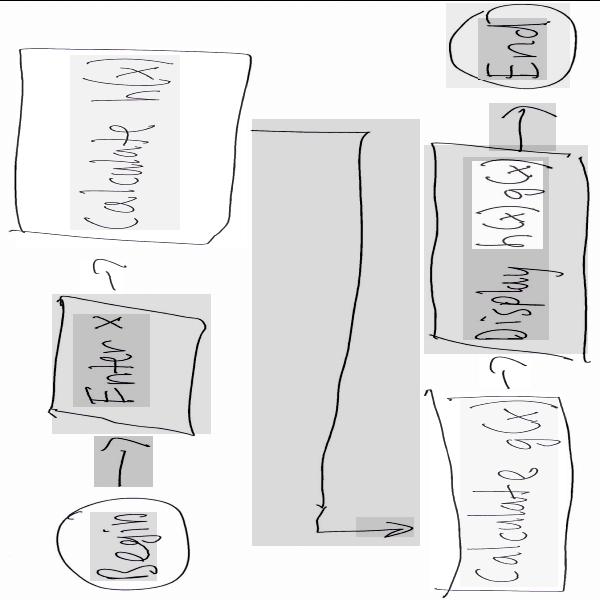 Begin
Enter x
Calculate h(x)
Calculate g(x)
Display h(x) g(x)
End